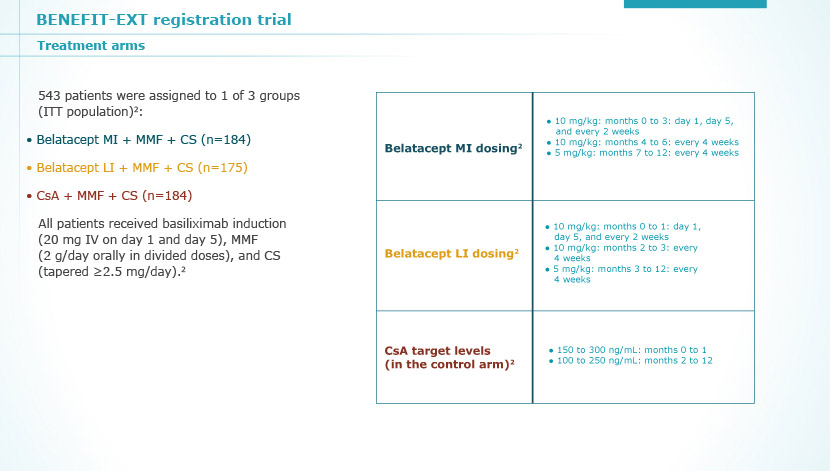 BENEFIT-EXT registration trial
Treatment arms
543 patients were assigned to 1 of 3 groups
(ITT population)²:
• Belatacept MI + MMF + CS (n=184)
• Belatacept LI + MMF + CS (n=175)
• CsA + MMF + CS (n=184)
All patients received basiliximab induction
(20 mg IV on day 1 and day 5), MMF
(2 g/day orally in divided doses), and CS
(tapered ≥2.5 mg/day).²
Belatacept MI dosing²
• 10 mg/kg: months 0 to 3: day 1, day 5,
and every 2 weeks
• 10 mg/kg: months 4 to 6: every 4 weeks
• 5 mg/kg: months 7 to 12: every 4 weeks
Belatacept LI dosing²
• 10 mg/kg: months 0 to 1: day 1,
day 5, and every 2 weeks
• 10 mg/kg: months 2 to 3: every
4 weeks
• 5 mg/kg: months 3 to 12: every
4 weeks
CsA target levels
(in the control arm)²
• 150 to 300 ng/mL: months 0 to 1
• 100 to 250 ng/mL: months 2 to 12